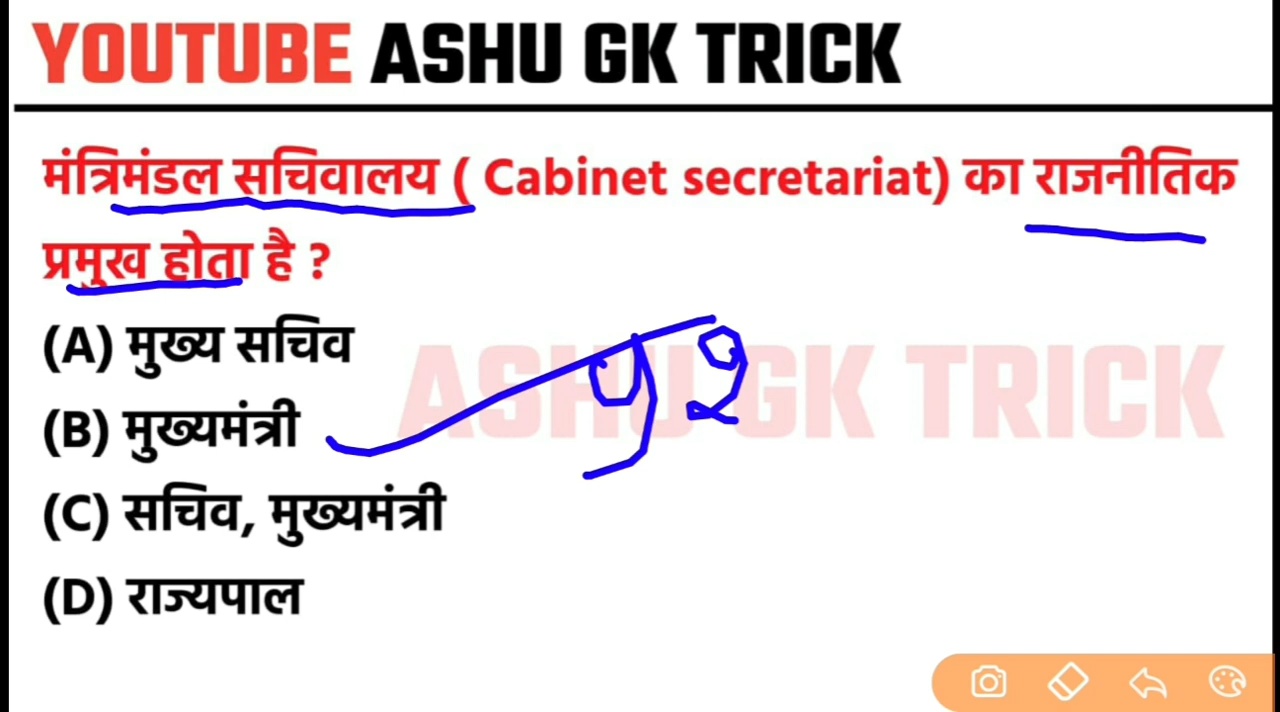 YOUTUBE ASHU GK TRICK
मंत्रिमंडल सचिवालय ( Cabinet secretariat) का राजनीतिक
प्रमुख होता है ?
(A) मुख्य सचिव
(B) मुख्यमंत्री
(C) सचिव, मुख्यमंत्री
(D) राज्यपाल
ASHU GK TRICK